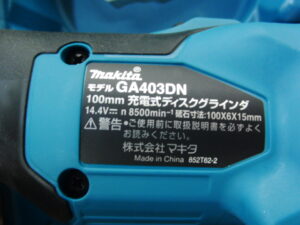 makita
モデル GA403DN
100mm 充電式ディスクグラインダ
14.4V⎓ n 8500min⁻¹ 砥石寸法:100X6X15mm
⚠警告•ご使用前に取扱説明書を必ずよく
お読みください。
株式会社 マキタ
Made in China 852T62-2